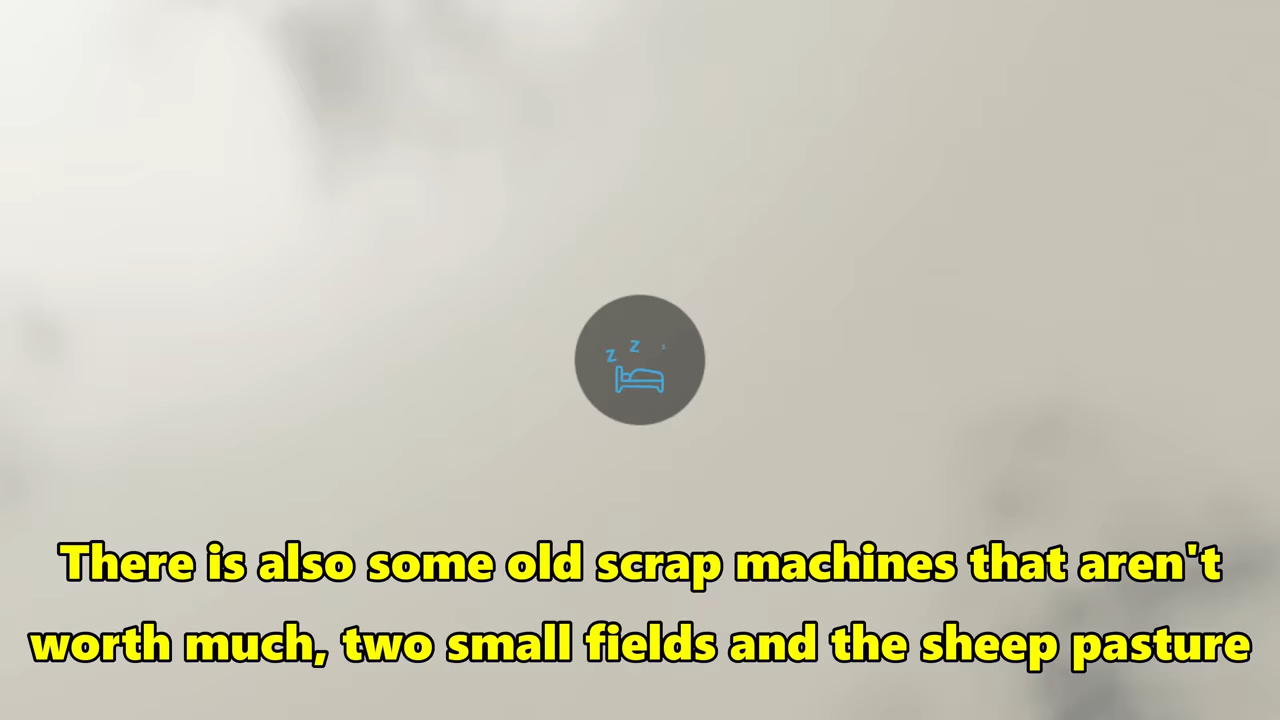 z z z
There is also some old scrap machines that aren't
worth much, two small fields and the sheep pasture